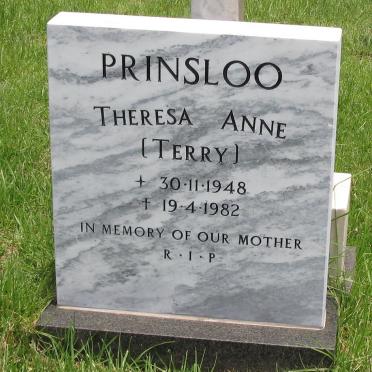 PRINSLOO
THERESA ANNE
(TERRY)
+ 30·11·1948
† 19·4·1982
IN MEMORY OF OUR MOTHER
R·I·P